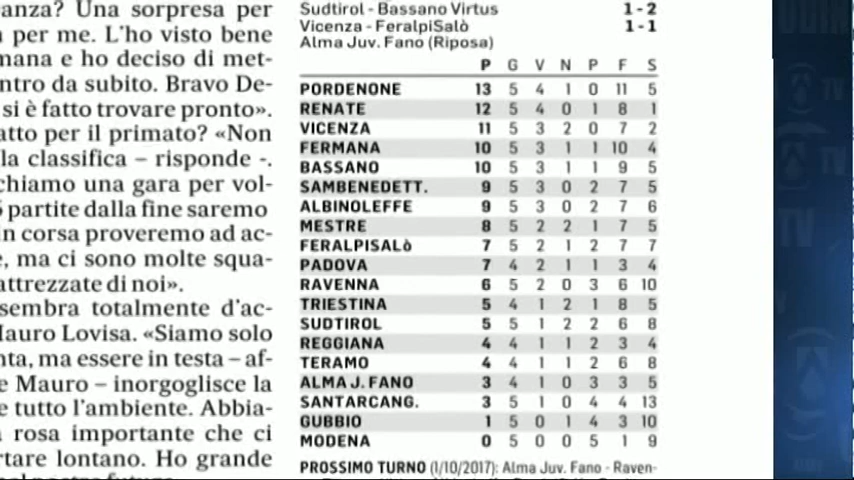 anza? Una sorpresa per
a per me. L'ho visto bene
mana e ho deciso di met-
ntro da subito. Bravo De-
si è fatto trovare pronto».
atto per il primato? «Non
la classifica – risponde -.
chiamo una gara per vol-
5 partite dalla fine saremo
in corsa proveremo ad ac-
e, ma ci sono molte squa-
attrezzate di noi».
sembra totalmente d'ac-
Mauro Lovisa. «Siamo solo
nta, ma essere in testa – af-
e Mauro – inorgoglisce la
e tutto l'ambiente. Abbia-
a rosa importante che ci
rtare lontano. Ho grande
Sudtirol - Bassano Virtus 1-2
Vicenza - FeralpiSalò 1-1
Alma Juv. Fano (Riposa)
P G V N P F S
PORDENONE 13 5 4 1 0 11 5
RENATE 12 5 4 0 1 8 1
VICENZA 11 5 3 2 0 7 2
FERMANA 10 5 3 1 1 10 4
BASSANO 10 5 3 1 1 9 5
SAMBENEDETT. 9 5 3 0 2 7 5
ALBINOLEFFE 9 5 3 0 2 7 6
MESTRE 8 5 2 2 1 7 5
FERALPISALò 7 5 2 1 2 7 7
PADOVA 7 4 2 1 1 3 4
RAVENNA 6 5 2 0 3 6 10
TRIESTINA 5 4 1 2 1 8 5
SUDTIROL 5 5 1 2 2 6 8
REGGIANA 4 4 1 1 2 3 4
TERAMO 4 4 1 1 2 6 8
ALMA J. FANO 3 4 1 0 3 3 5
SANTARCANG. 3 5 1 0 4 4 13
GUBBIO 1 5 0 1 4 3 10
MODENA 0 5 0 0 5 1 9
PROSSIMO TURNO (1/10/2017): Alma Juv. Fano - Raven-
UDIN
TV
TV
TV